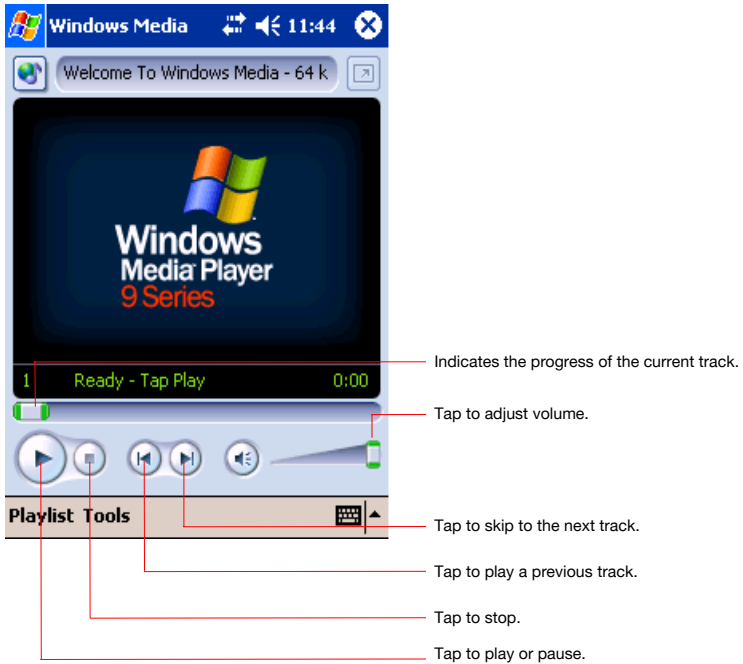 Windows Media 11:44
Welcome To Windows Media - 64 k
Windows
Media Player
9 Series
1 Ready - Tap Play 0:00
Playlist Tools
Indicates the progress of the current track.
Tap to adjust volume.
Tap to skip to the next track.
Tap to play a previous track.
Tap to stop.
Tap to play or pause.